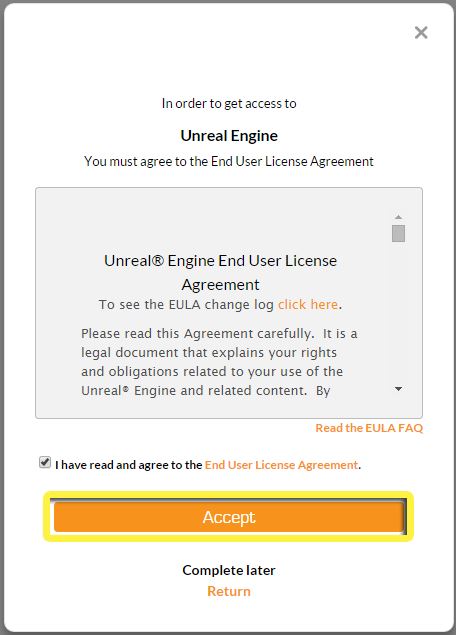 In order to get access to
Unreal Engine
You must agree to the End User License Agreement
Unreal® Engine End User License
Agreement
To see the EULA change log click here.
Please read this Agreement carefully. It is a
legal document that explains your rights
and obligations related to your use of the
Unreal® Engine and related content. By
Read the EULA FAQ
I have read and agree to the End User License Agreement.
Accept
Complete later
Return